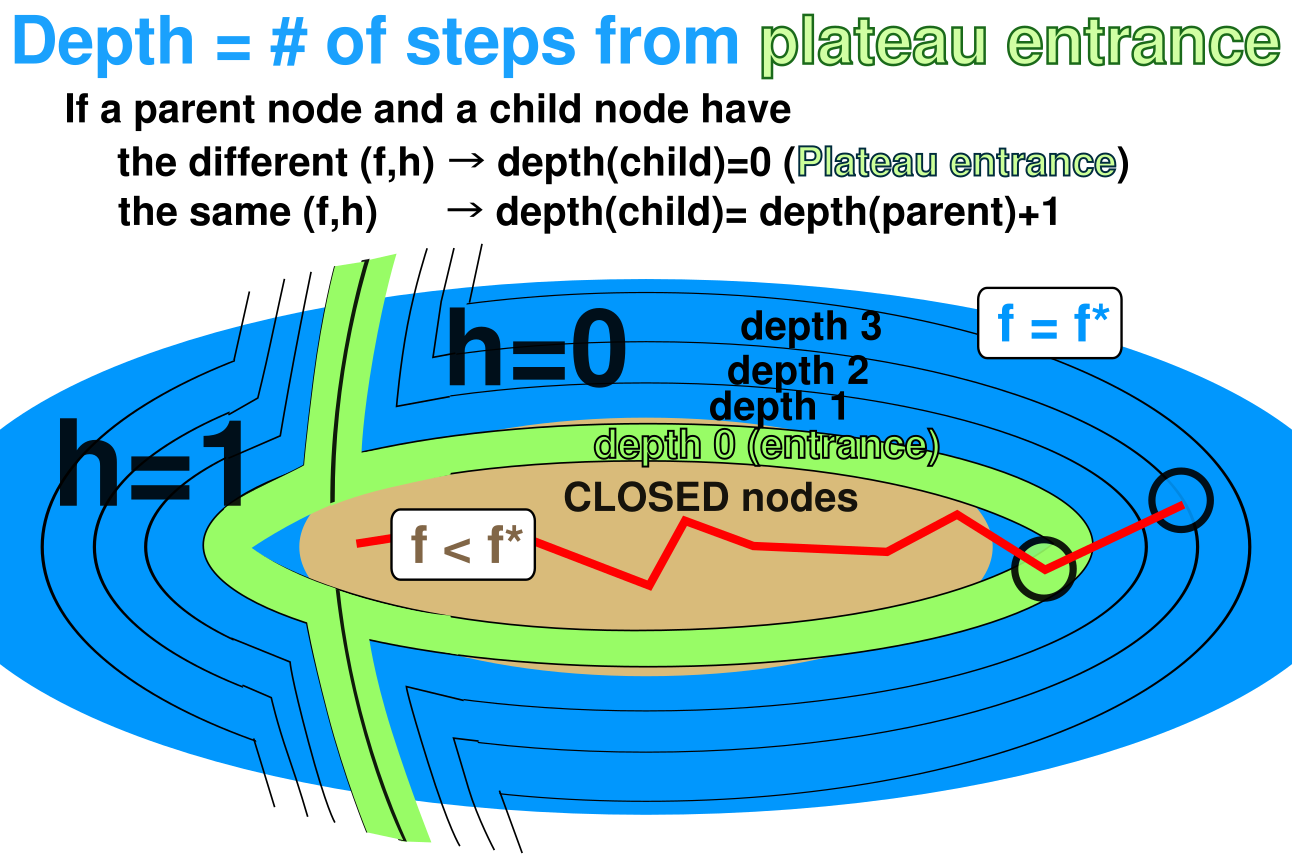 Depth = # of steps from plateau entrance
If a parent node and a child node have
the different (f,h) → depth(child)=0 (Plateau entrance)
the same (f,h) → depth(child)= depth(parent)+1
h=0
f = f*
depth 3
depth 2
depth 1
depth 0 (entrance)
h=1
CLOSED nodes
f < f*